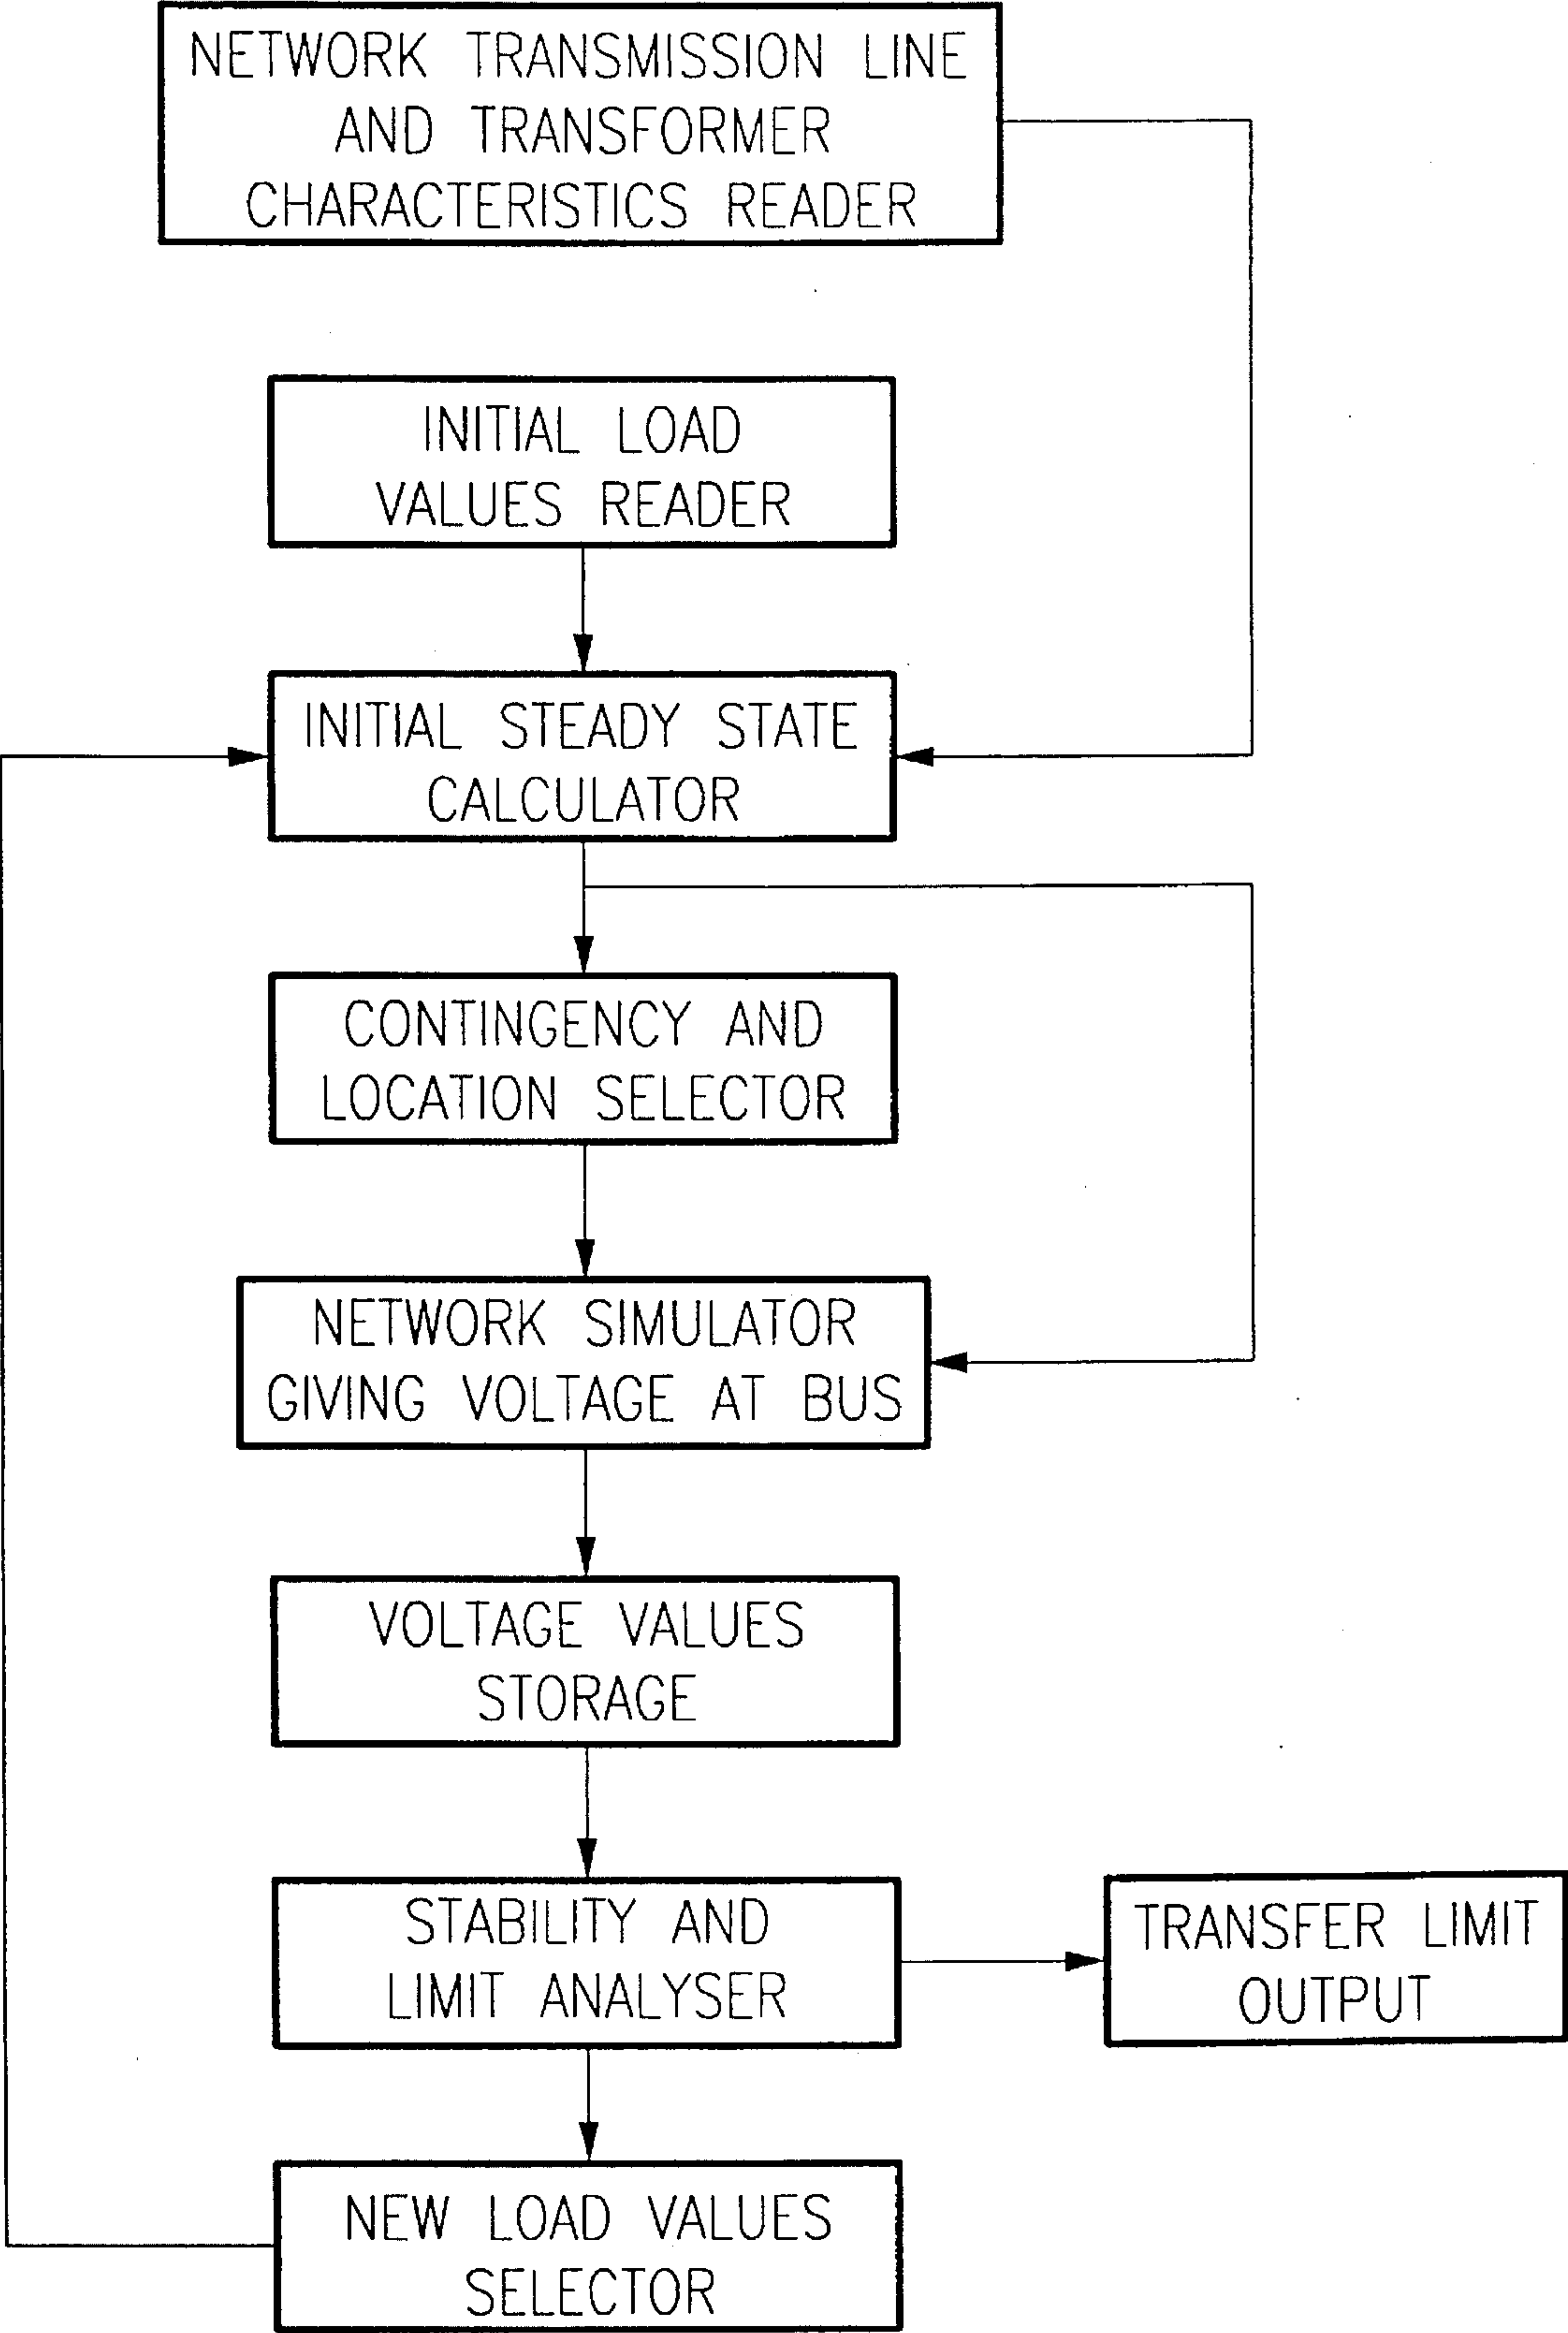 NETWORK TRANSMISSION LINE
AND TRANSFORMER
CHARACTERISTICS READER
INITIAL LOAD
VALUES READER
INITIAL STEADY STATE
CALCULATOR
CONTINGENCY AND
LOCATION SELECTOR
NETWORK SIMULATOR
GIVING VOLTAGE AT BUS
VOLTAGE VALUES
STORAGE
STABILITY AND
LIMIT ANALYSER
TRANSFER LIMIT
OUTPUT
NEW LOAD VALUES
SELECTOR